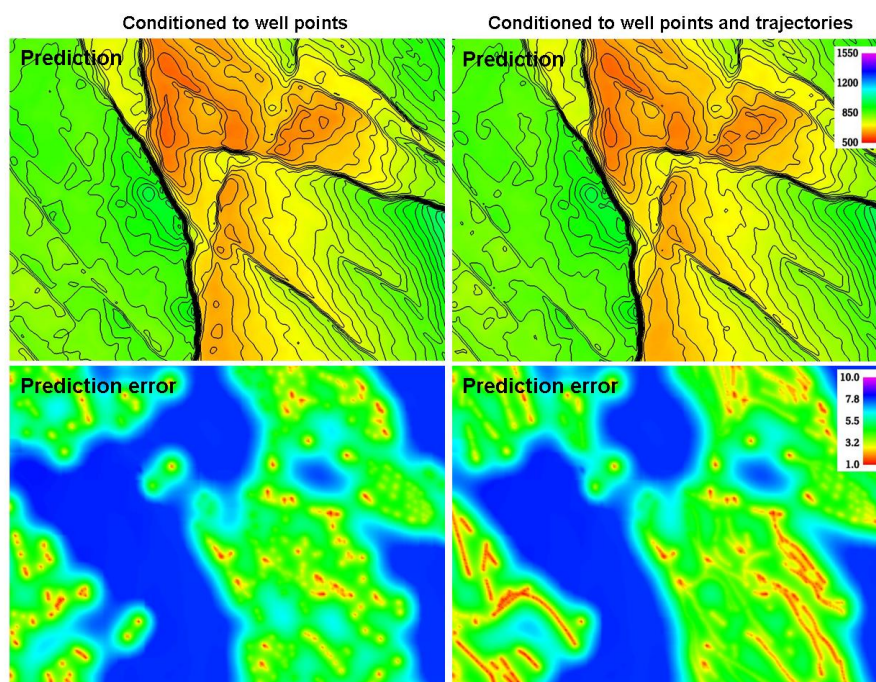 Conditioned to well points
Conditioned to well points and trajectories
Prediction
Prediction
1550
1200
850
500
Prediction error
Prediction error
10.0
7.8
5.5
3.2
1.0